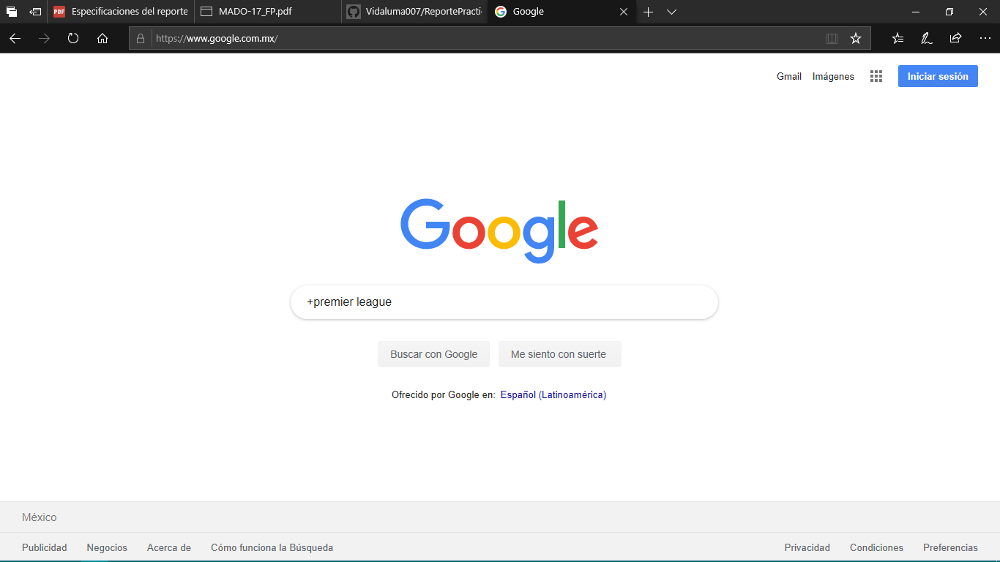 PDF Especificaciones del reporte
MADO-17_FP.pdf
Vidaluma007/ReportePracti
Google
https://www.google.com.mx/
Gmail Imágenes Iniciar sesión
Google
+premier league
Buscar con Google Me siento con suerte
Ofrecido por Google en: Español (Latinoamérica)
México
Publicidad Negocios Acerca de Cómo funciona la Búsqueda Privacidad Condiciones Preferencias